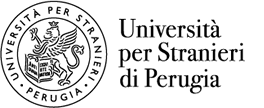 UNIVERSITÀ PER STRANIERI · PERUGIA ·
Università
per Stranieri
di Perugia